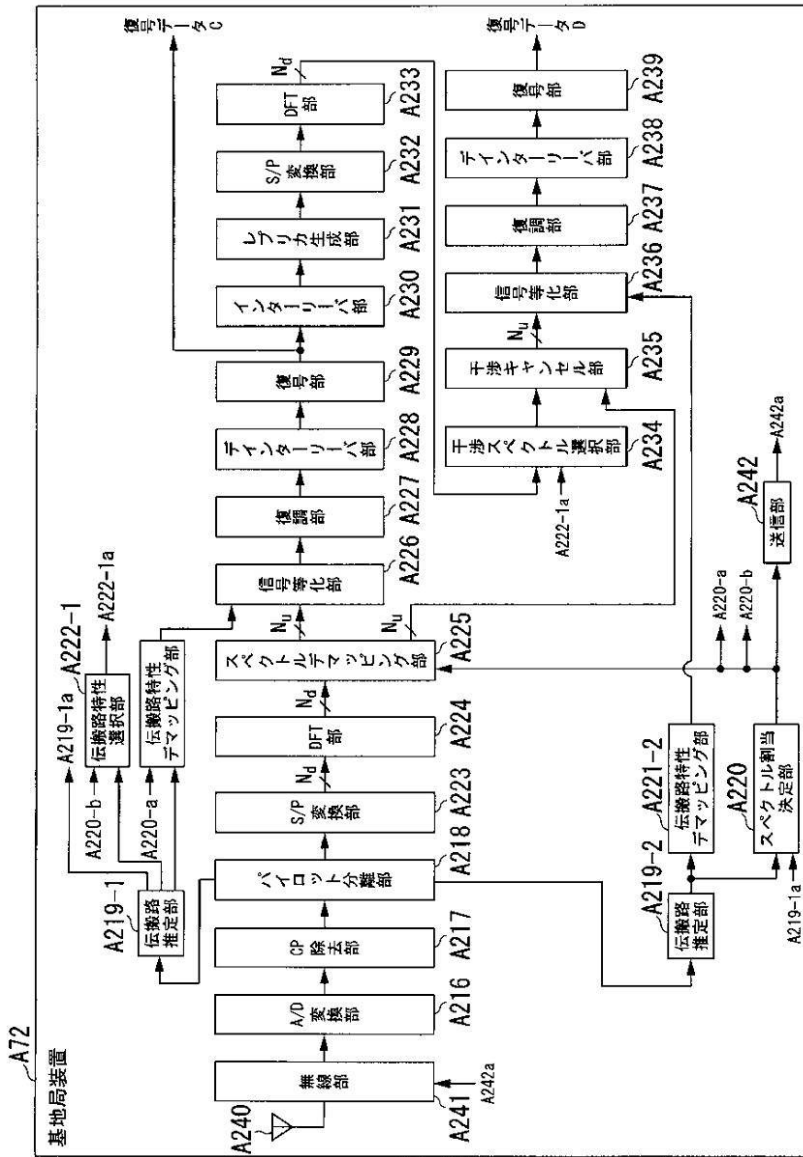 A72
基地局装置
A240
無線部
A241
A242a
A/D
変換部
A216
CP
除去部
A217
パイロット分離部
A218
S/P
変換部
A223
Nd
DFT
部
A224
Nd
スペクトルデマッピング部
A225
Nu
Nu
信号等化部
A226
復調部
A227
デインターリーバ部
A228
復号部
A229
インターリーバ部
A230
レプリカ生成部
A231
S/P
変換部
A232
DFT
部
A233
Nd
復号データC
A219-1
伝搬路
推定部
A219-1a
A220-b
伝搬路特性
選択部
A222-1
A222-1a
A220-a
伝搬路特性
デマッピング部
干渉スペクトル選択部
A234
A222-1a
干渉キャンセル部
A235
Nu
信号等化部
A236
復調部
A237
デインターリーバ部
A238
復号部
A239
復号データD
A219-2
伝搬路
推定部
A221-2
伝搬路特性
デマッピング部
A219-1a
A220
スペクトル割当
決定部
A220-a
A220-b
A242
送信部
A242a